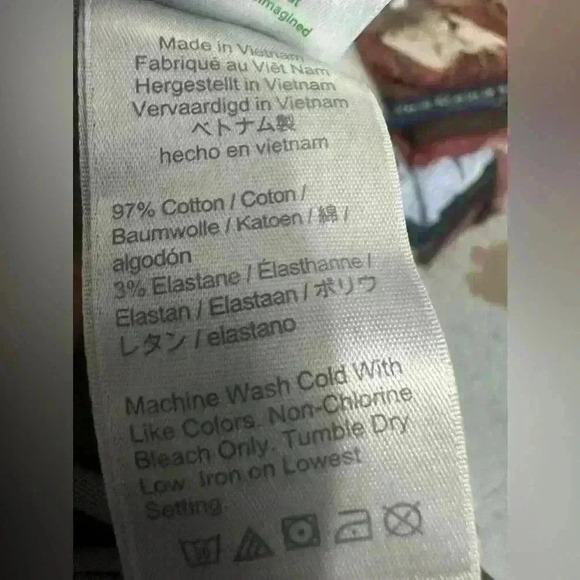 imagined
Made in Vietnam
Fabriqué au Việt Nam
Hergestellt in Vietnam
Vervaardigd in Vietnam
ベトナム製
hecho en vietnam
97% Cotton / Coton /
Baumwolle / Katoen / 綿 /
algodón
3% Elastane / Élasthanne /
Elastan / Elastaan / ポリウ
レタン / elastano
Machine Wash Cold With
Like Colors. Non-Chlorine
Bleach Only. Tumble Dry
Low. Iron on Lowest
Setting.